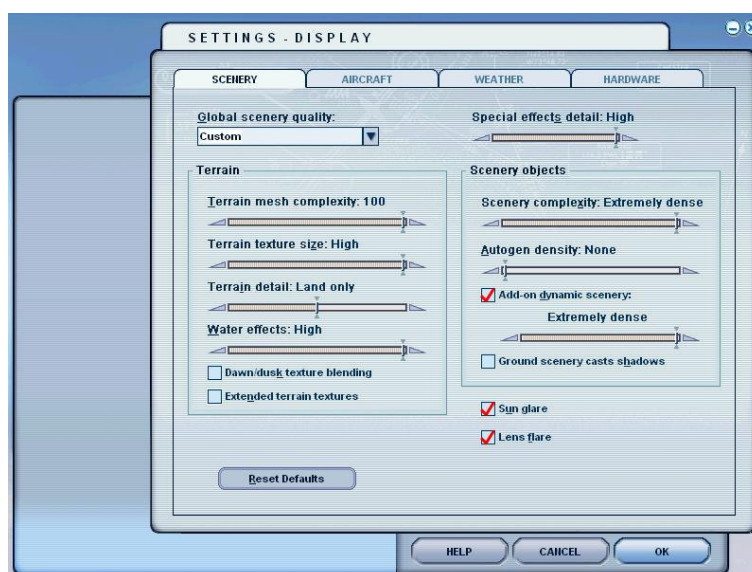 SETTINGS - DISPLAY
SCENERY
AIRCRAFT
WEATHER
HARDWARE
Global scenery quality:
Custom
Special effects detail: High
Terrain
Terrain mesh complexity: 100
Terrain texture size: High
Terrain detail: Land only
Water effects: High
Dawn/dusk texture blending
Extended terrain textures
Scenery objects
Scenery complexity: Extremely dense
Autogen density: None
Add-on dynamic scenery:
Extremely dense
Ground scenery casts shadows
Sun glare
Lens flare
Reset Defaults
HELP
CANCEL
OK